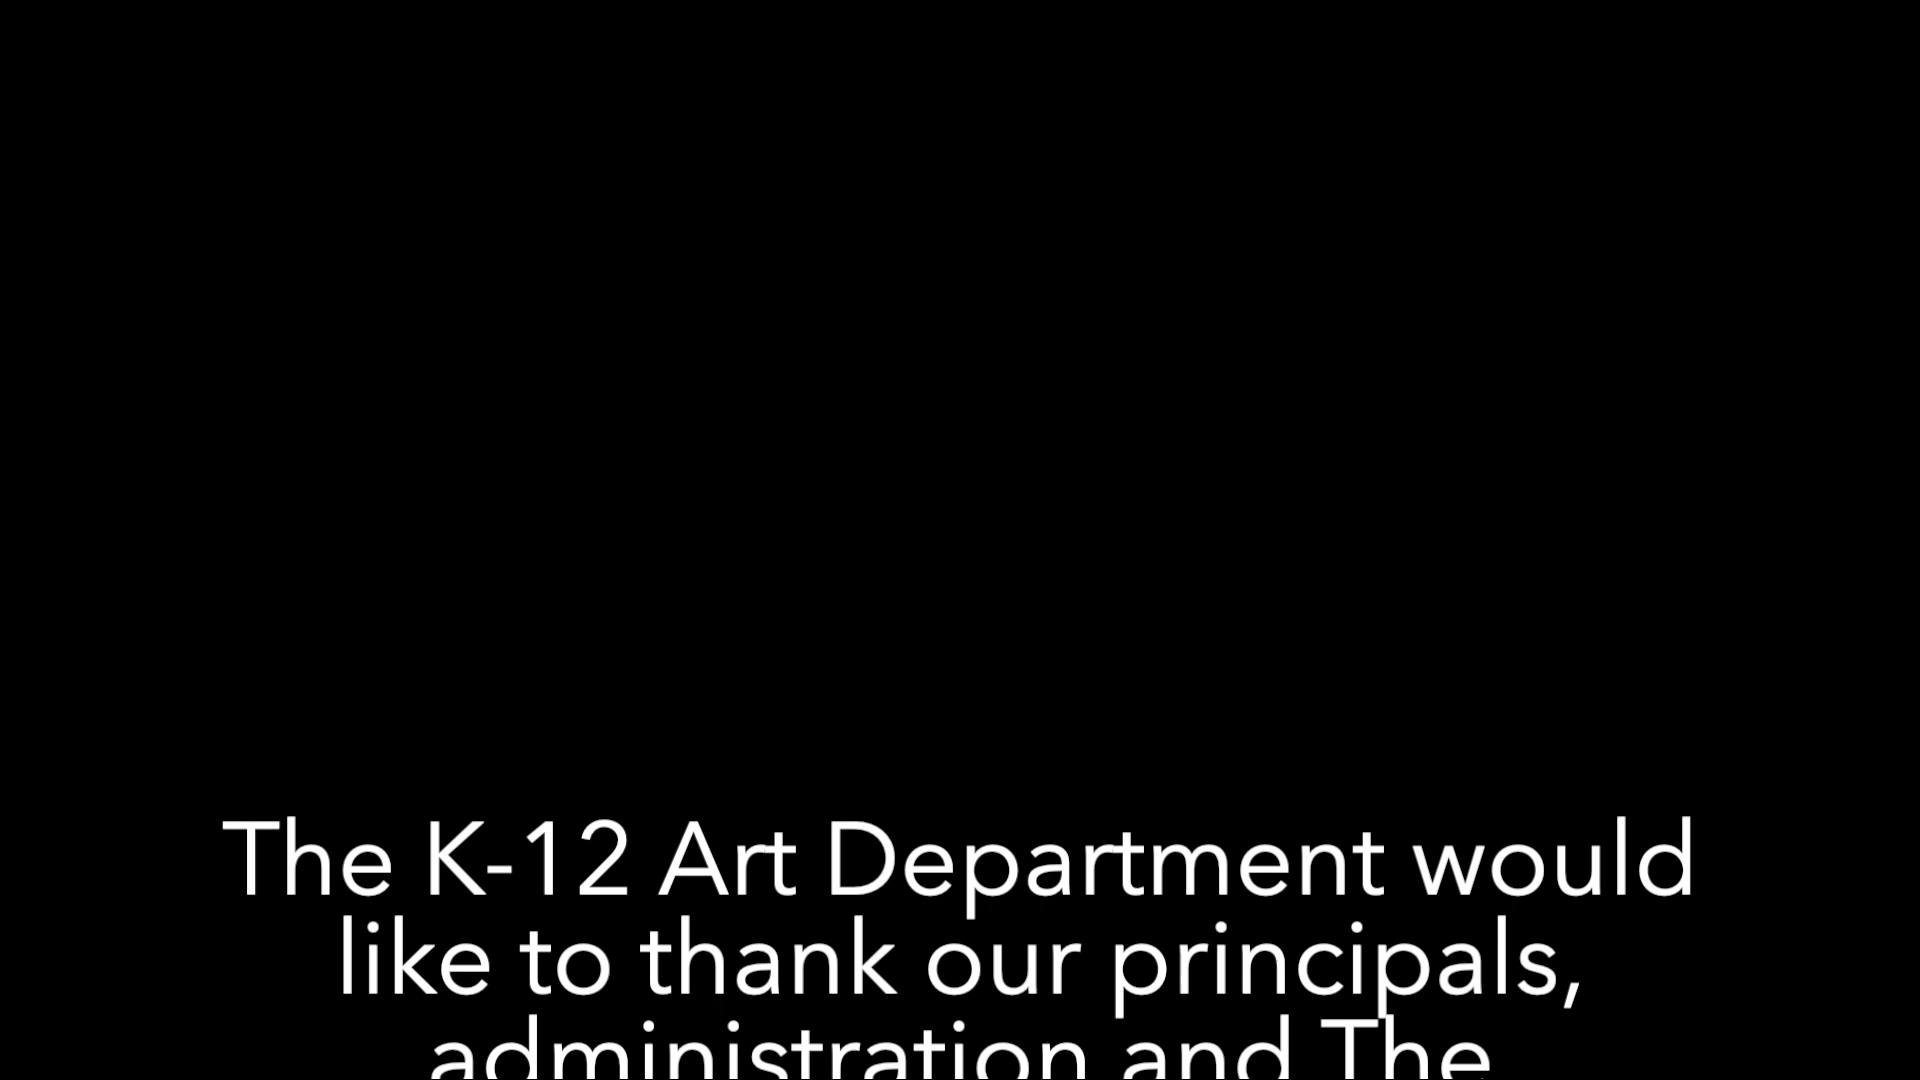 The K-12 Art Department would
like to thank our principals,
administration and The